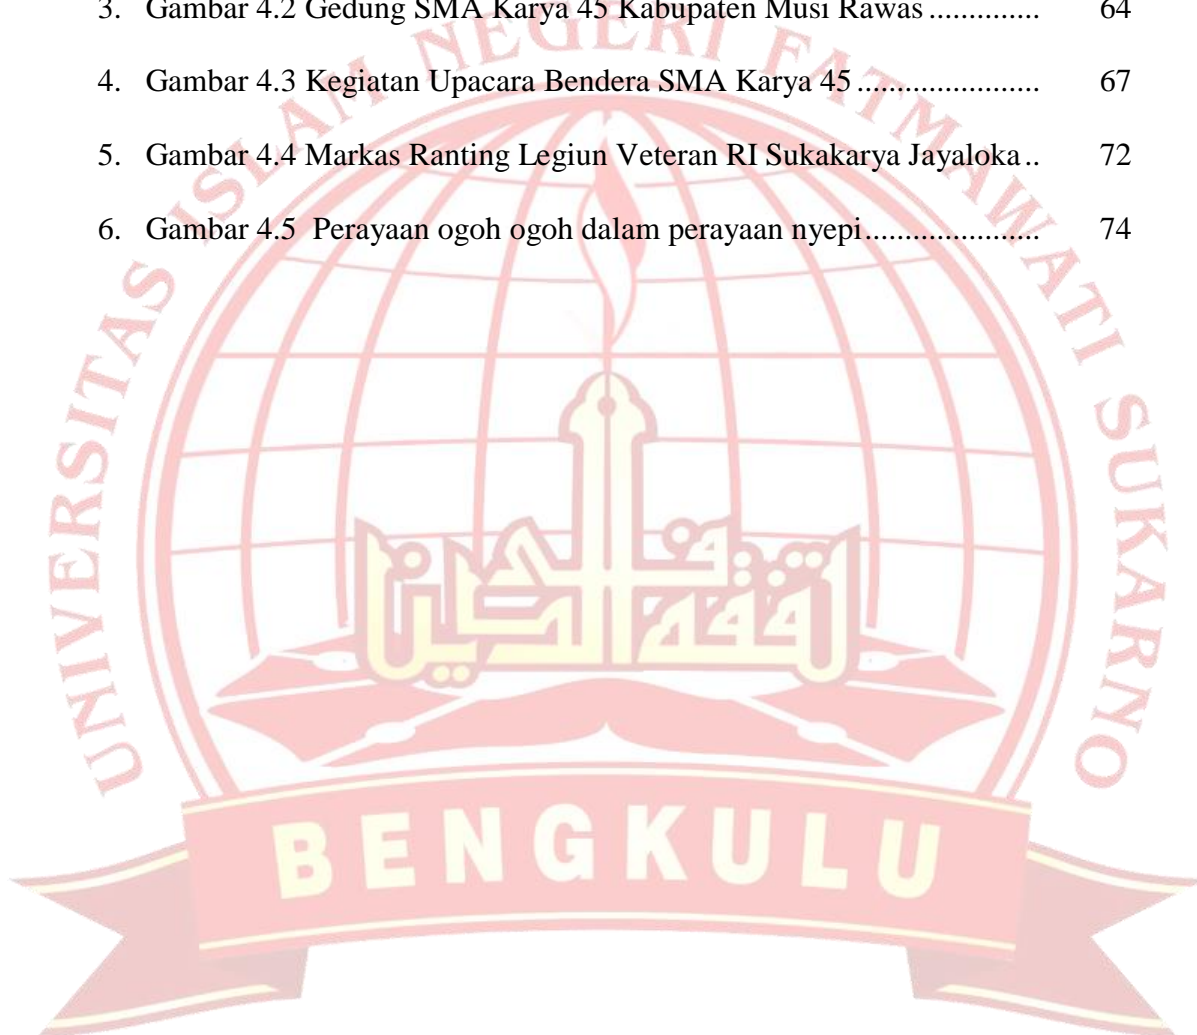 3. Gambar 4.2 Gedung SMA Karya 45 Kabupaten Musi Rawas .............. 64
4. Gambar 4.3 Kegiatan Upacara Bendera SMA Karya 45 ....................... 67
5. Gambar 4.4 Markas Ranting Legiun Veteran RI Sukakarya Jayaloka .. 72
6. Gambar 4.5  Perayaan ogoh ogoh dalam perayaan nyepi...................... 74
UNIVERSITAS ISLAM NEGERI FATMAWATI SUKARNO
BENGKULU